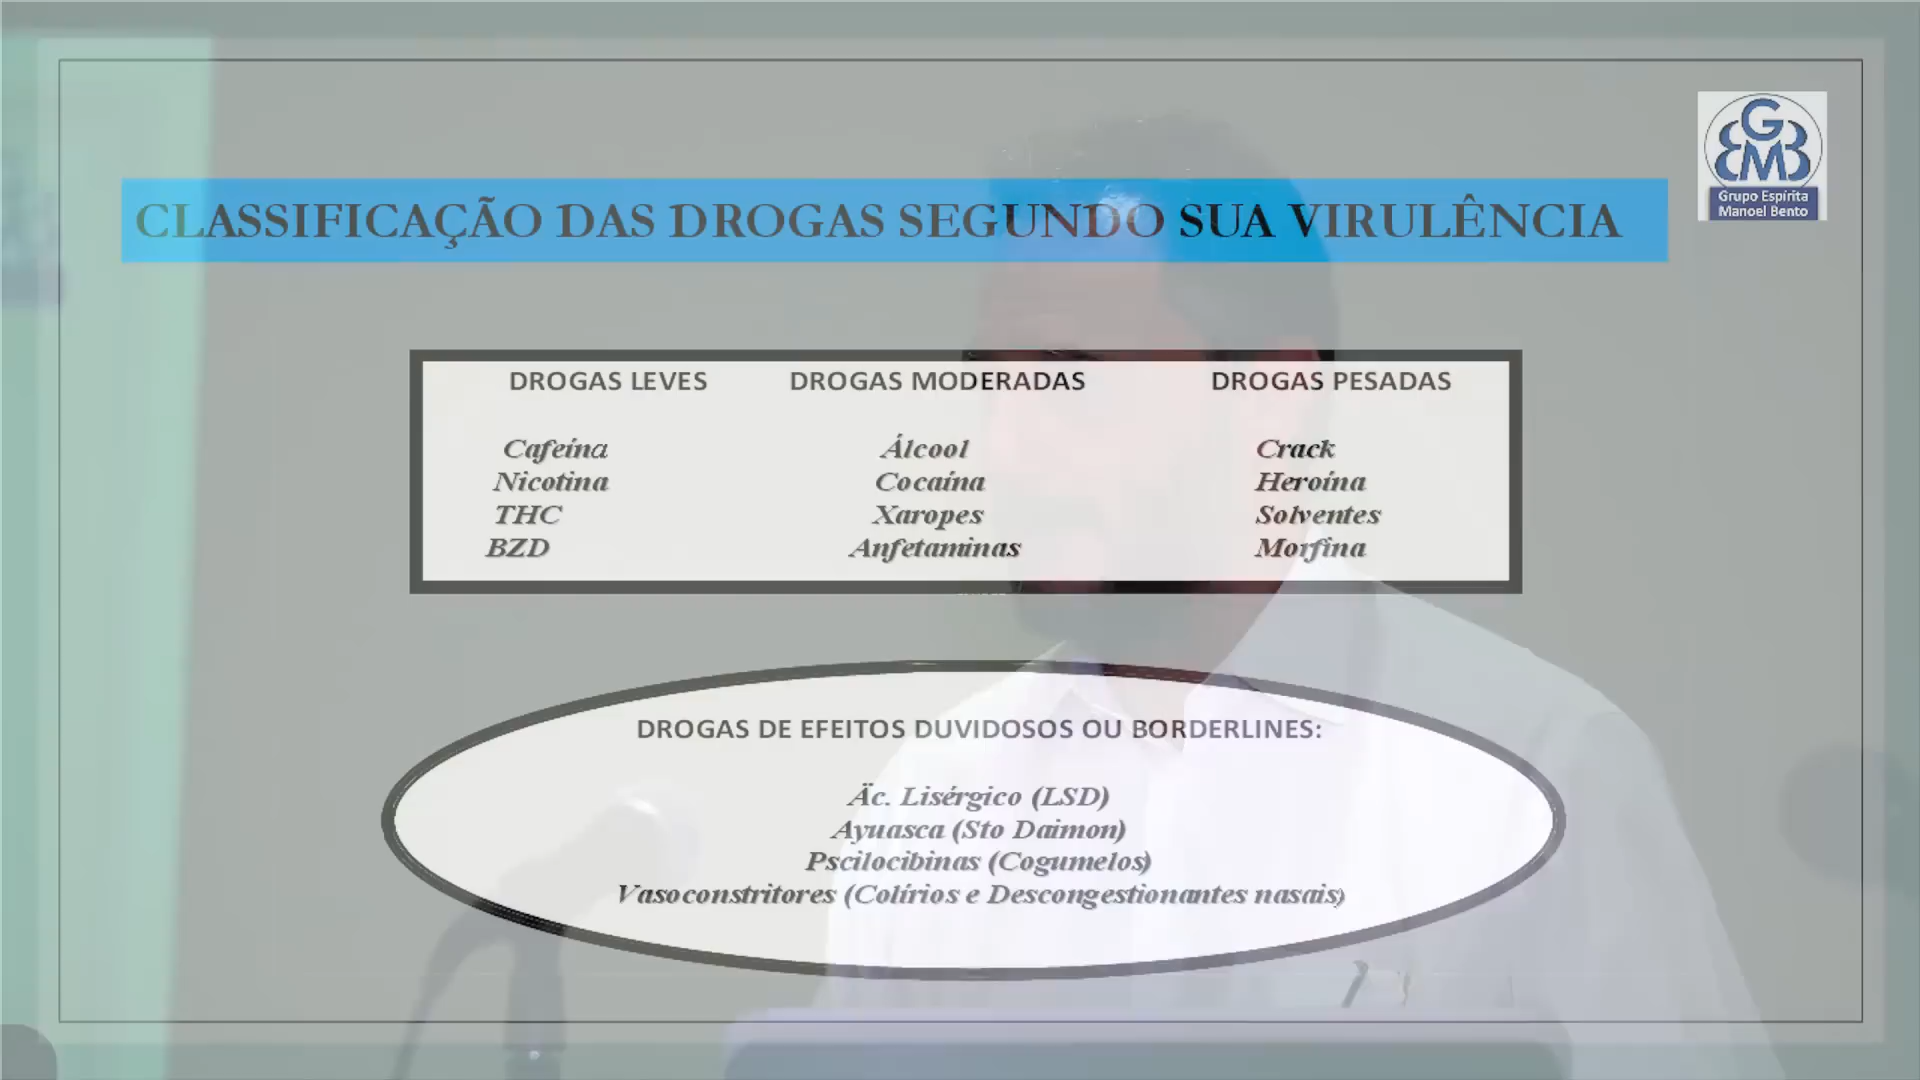 GBMB
Grupo Espírita
Manoel Bento
CLASSIFICAÇÃO DAS DROGAS SEGUNDO SUA VIRULÊNCIA
DROGAS LEVES DROGAS MODERADAS DROGAS PESADAS
Cafeína Álcool Crack
Nicotina Cocaína Heroína
THC Xaropes Solventes
BZD Anfetaminas Morfina
DROGAS DE EFEITOS DUVIDOSOS OU BORDERLINES:
Äc. Lisérgico (LSD)
Ayuasca (Sto Daimon)
Pscilocibinas (Cogumelos)
Vasoconstritores (Colírios e Descongestionantes nasais)